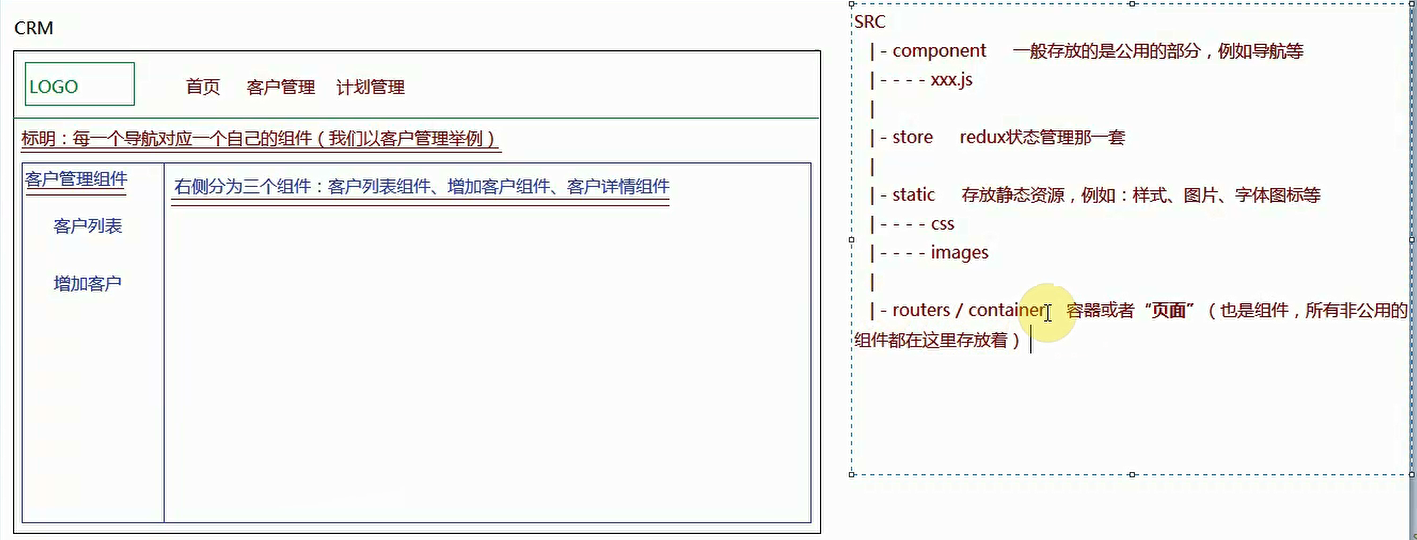 CRM
LOGO 首页 客户管理 计划管理
标明：每一个导航对应一个自己的组件（我们以客户管理举例）
客户管理组件
客户列表
增加客户
右侧分为三个组件：客户列表组件、增加客户组件、客户详情组件
SRC
|- component 一般存放的是公用的部分，例如导航等
|- - - - xxx.js
|
|- store redux状态管理那一套
|
|- static 存放静态资源，例如：样式、图片、字体图标等
|- - - - css
|- - - - images
|
|- routers / container 容器或者“页面”（也是组件，所有非公用的
组件都在这里存放着）